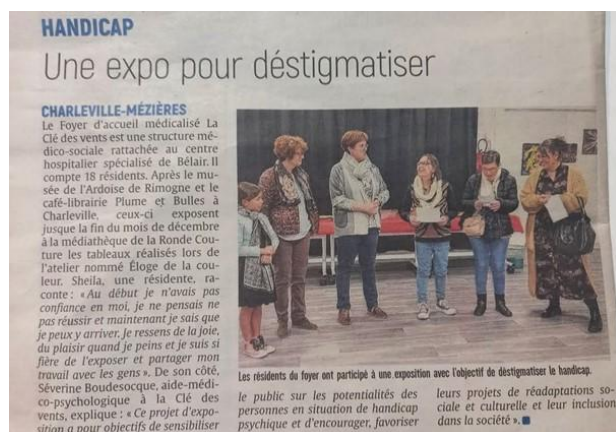 HANDICAP
Une expo pour déstigmatiser
CHARLEVILLE-MÉZIÈRES
Le Foyer d'accueil médicalisé La
Clé des vents est une structure mé-
dico-sociale rattachée au centre
hospitalier spécialisé de Bélair. Il
compte 18 résidents. Après le mu-
sée de l'Ardoise de Rimogne et le
café-librairie Plume et Bulles à
Charleville, ceux-ci exposent
jusque la fin du mois de décembre
à la médiathèque de la Ronde Cou-
ture les tableaux réalisés lors de
l'atelier nommé Éloge de la cou-
leur. Sheila, une résidente, ra-
conte : « Au début je n'avais pas
confiance en moi, je ne pensais ne
pas réussir et maintenant je sais que
je peux y arriver. Je ressens de la joie,
du plaisir quand je peins et je suis si
fière de l'exposer et partager mon
travail avec les gens ». De son côté,
Séverine Boudesocque, aide-médi-
co-psychologique à la Clé des
vents, explique : « Ce projet d'expo-
sition a pour objectifs de sensibiliser
Les résidents du foyer ont participé à une exposition avec l'objectif de déstigmatiser le handicap.
le public sur les potentialités des
personnes en situation de handicap
psychique et d'encourager, favoriser
leurs projets de réadaptations so-
ciale et culturelle et leur inclusion
dans la société ».